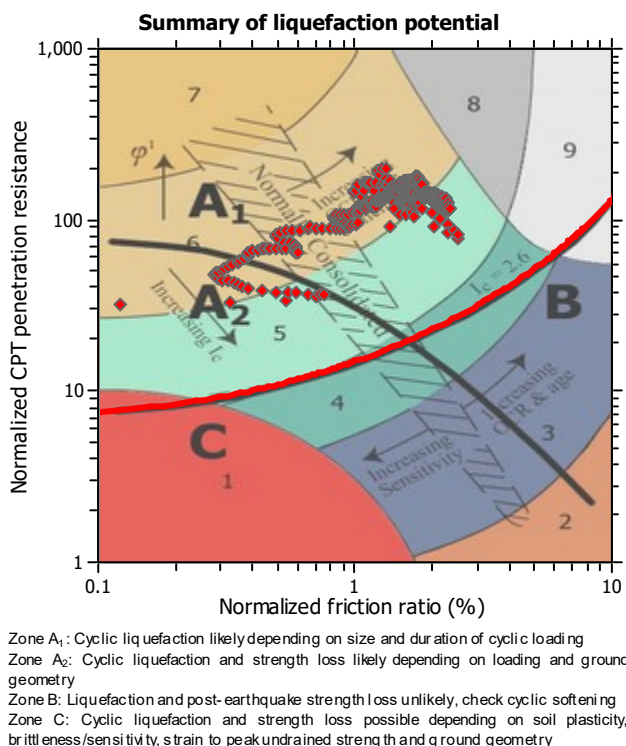 Summary of liquefaction potential
1,000
100
10
1
0.1
1
10
Normalized CPT penetration resistance
Normalized friction ratio (%)
7
8
9
φ'
A1
6
A2
5
B
4
C
1
3
2
Normally Consolidated
Increasing
Increasing Ic
Ic = 2.6
Increasing
OCR & age
Increasing
Sensitivity
Zone A1: Cyclic liquefaction likely depending on size and duration of cyclic loading
Zone A2: Cyclic liquefaction and strength loss likely depending on loading and ground
geometry
Zone B: Liquefaction and post-earthquake strength loss unlikely, check cyclic softening
Zone C: Cyclic liquefaction and strength loss possible depending on soil plasticity,
brittleness/sensitivity, strain to peak undrained strength and ground geometry